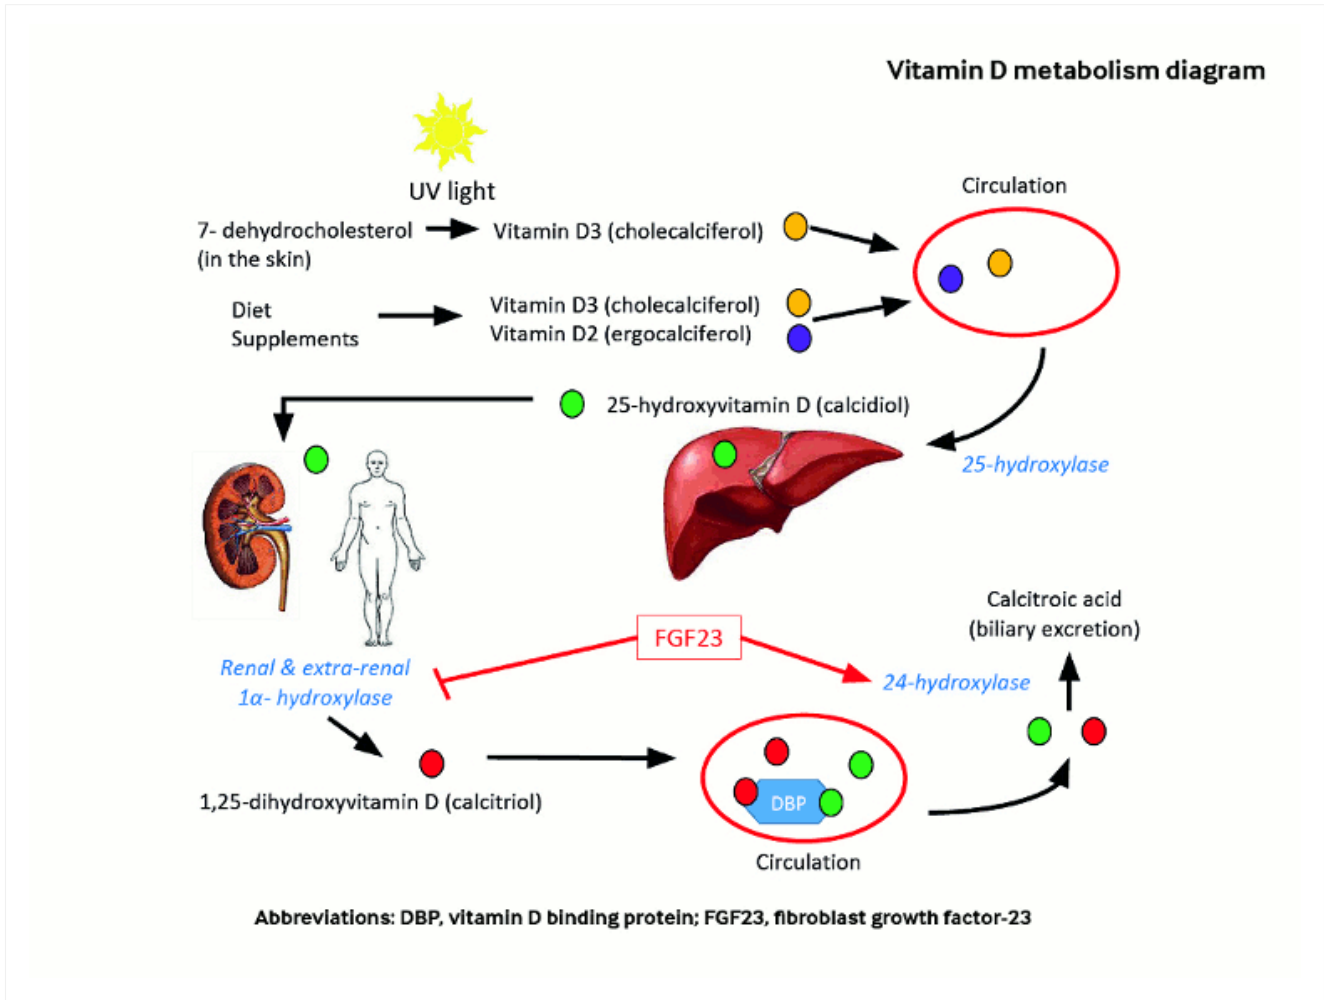 Vitamin D metabolism diagram
UV light
Circulation
7- dehydrocholesterol
(in the skin)
Vitamin D3 (cholecalciferol)
Diet
Supplements
Vitamin D3 (cholecalciferol)
Vitamin D2 (ergocalciferol)
25-hydroxyvitamin D (calcidiol)
25-hydroxylase
Calcitroic acid
(biliary excretion)
FGF23
Renal & extra-renal
1α- hydroxylase
24-hydroxylase
1,25-dihydroxyvitamin D (calcitriol)
DBP
Circulation
Abbreviations: DBP, vitamin D binding protein; FGF23, fibroblast growth factor-23